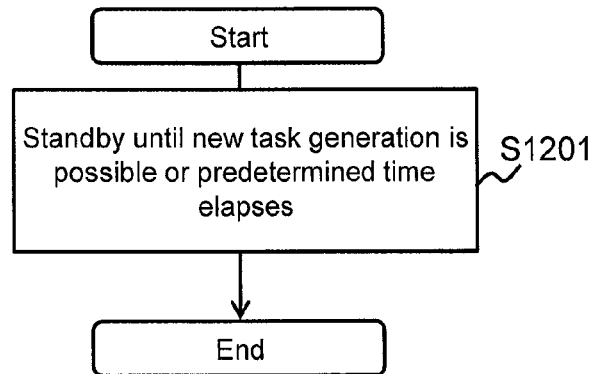 Start
Standby until new task generation is
possible or predetermined time
elapses
S1201
End